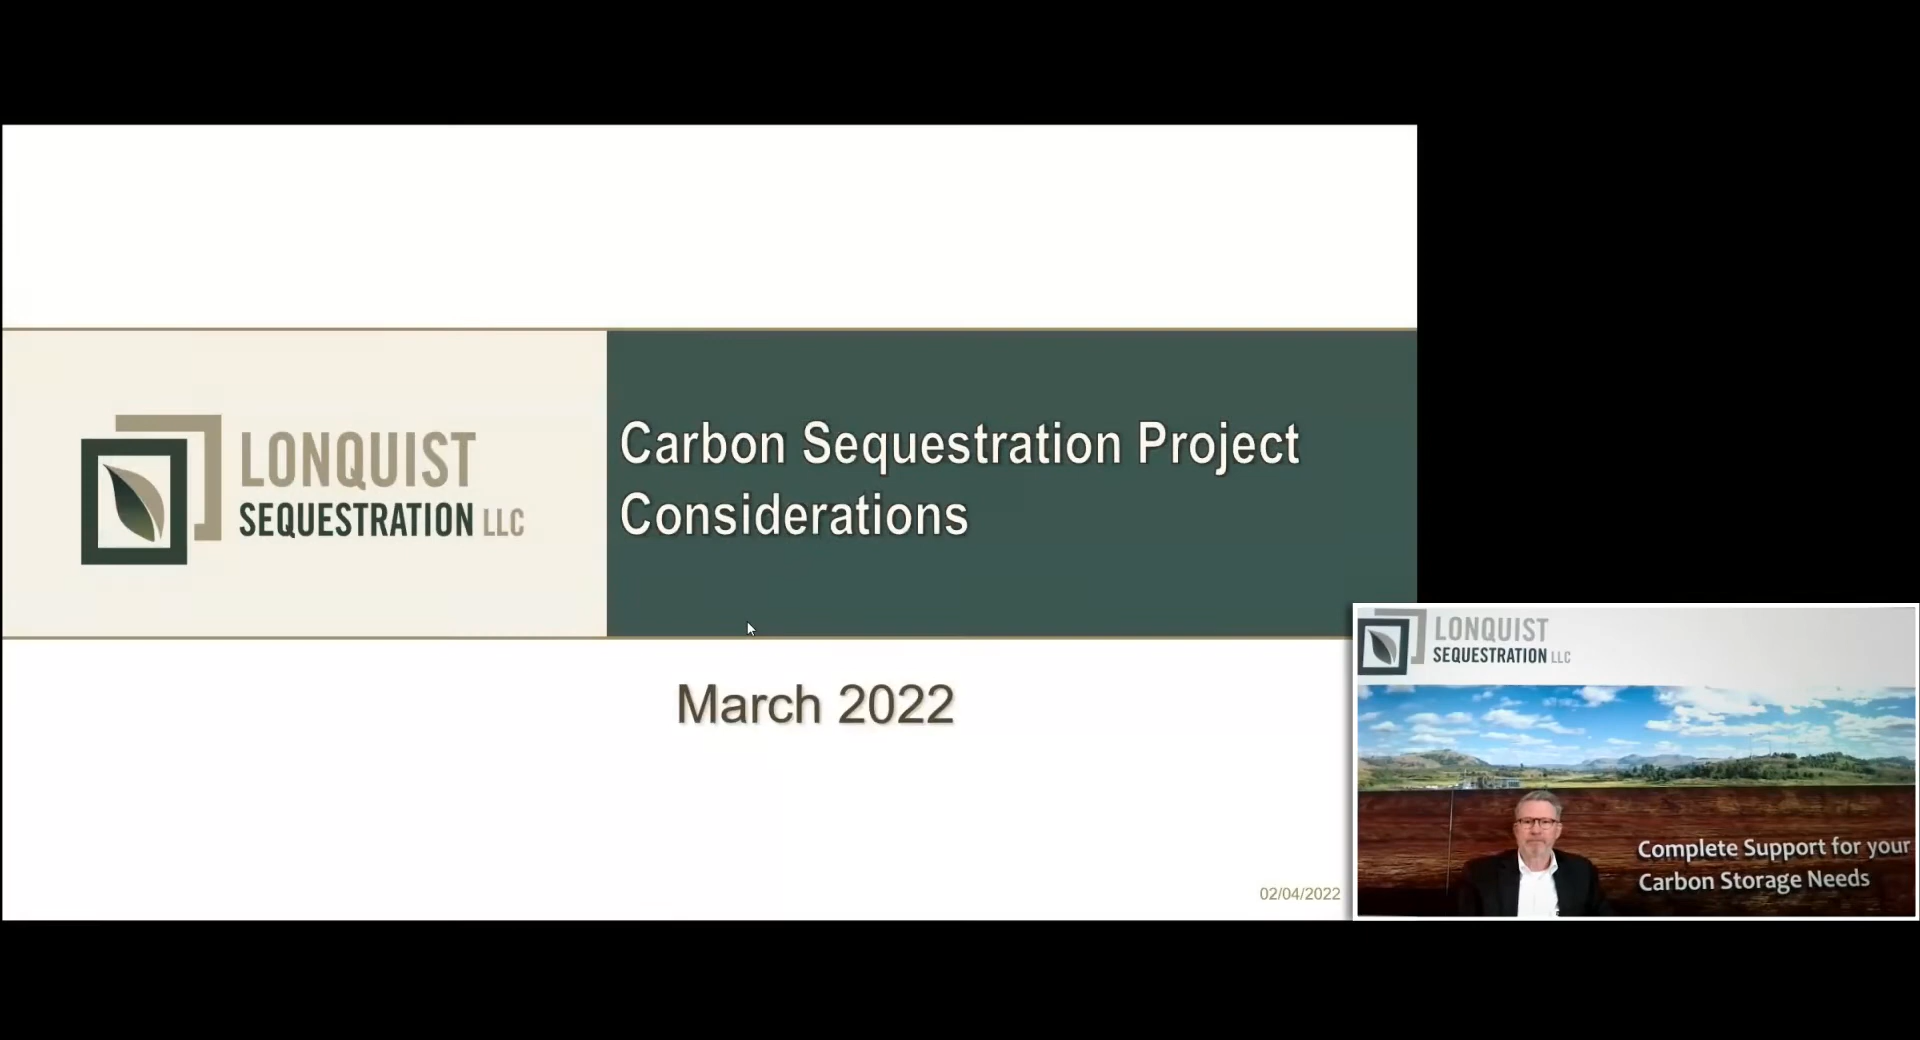 LONQUIST
SEQUESTRATION LLC
Carbon Sequestration Project
Considerations
March 2022
02/04/2022
LONQUIST
SEQUESTRATION LLC
Complete Support for your
Carbon Storage Needs